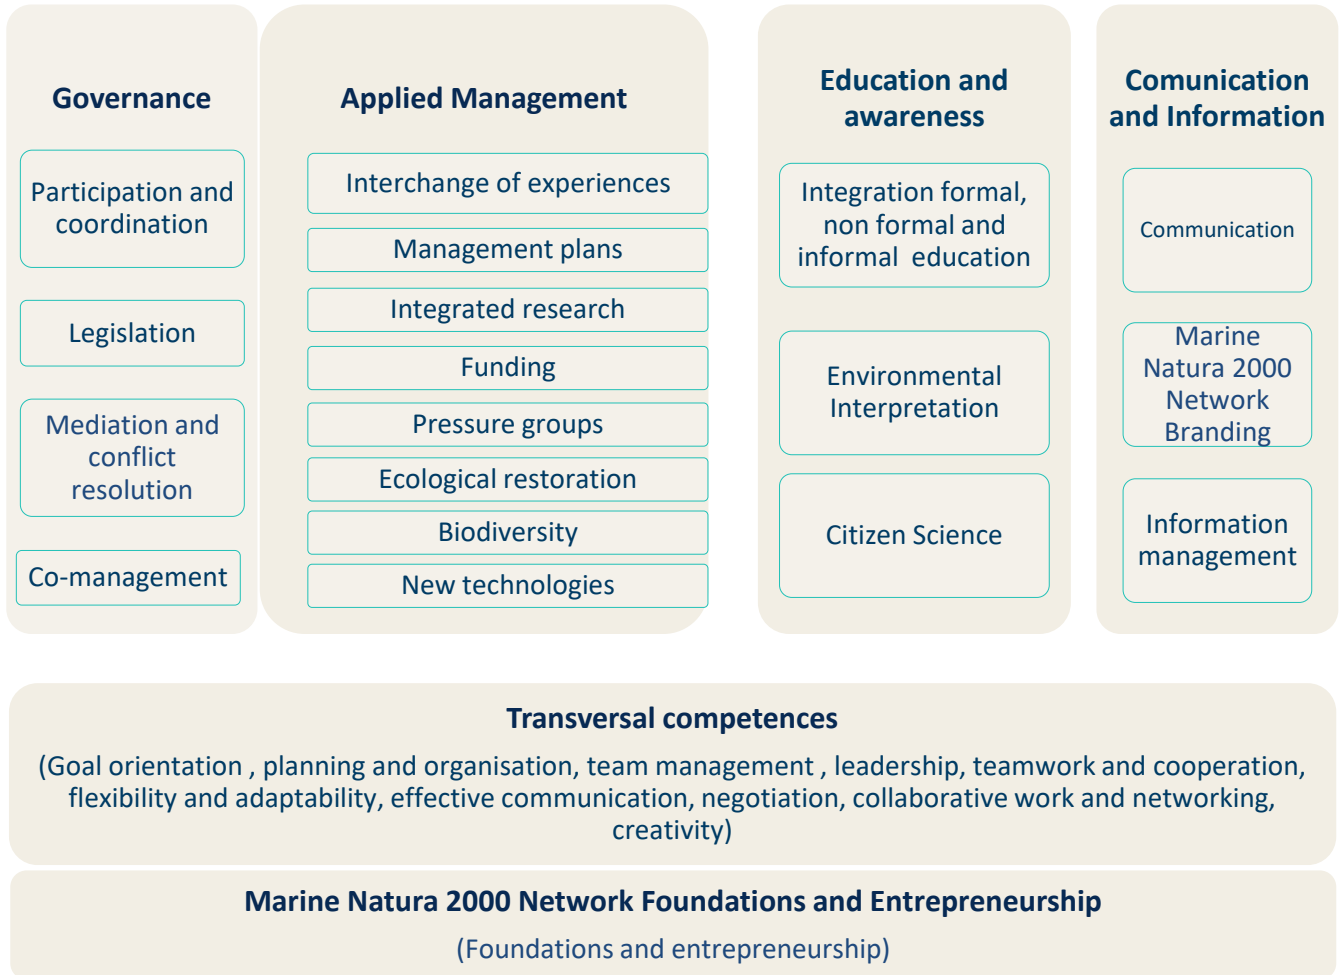 Governance
Participation and
coordination
Legislation
Mediation and
conflict
resolution
Co-management
Applied Management
Interchange of experiences
Management plans
Integrated research
Funding
Pressure groups
Ecological restoration
Biodiversity
New technologies
Education and
awareness
Integration formal,
non formal and
informal education
Environmental
Interpretation
Citizen Science
Comunication
and Information
Communication
Marine
Natura 2000
Network
Branding
Information
management
Transversal competences
(Goal orientation , planning and organisation, team management , leadership, teamwork and cooperation,
flexibility and adaptability, effective communication, negotiation, collaborative work and networking,
creativity)
Marine Natura 2000 Network Foundations and Entrepreneurship
(Foundations and entrepreneurship)